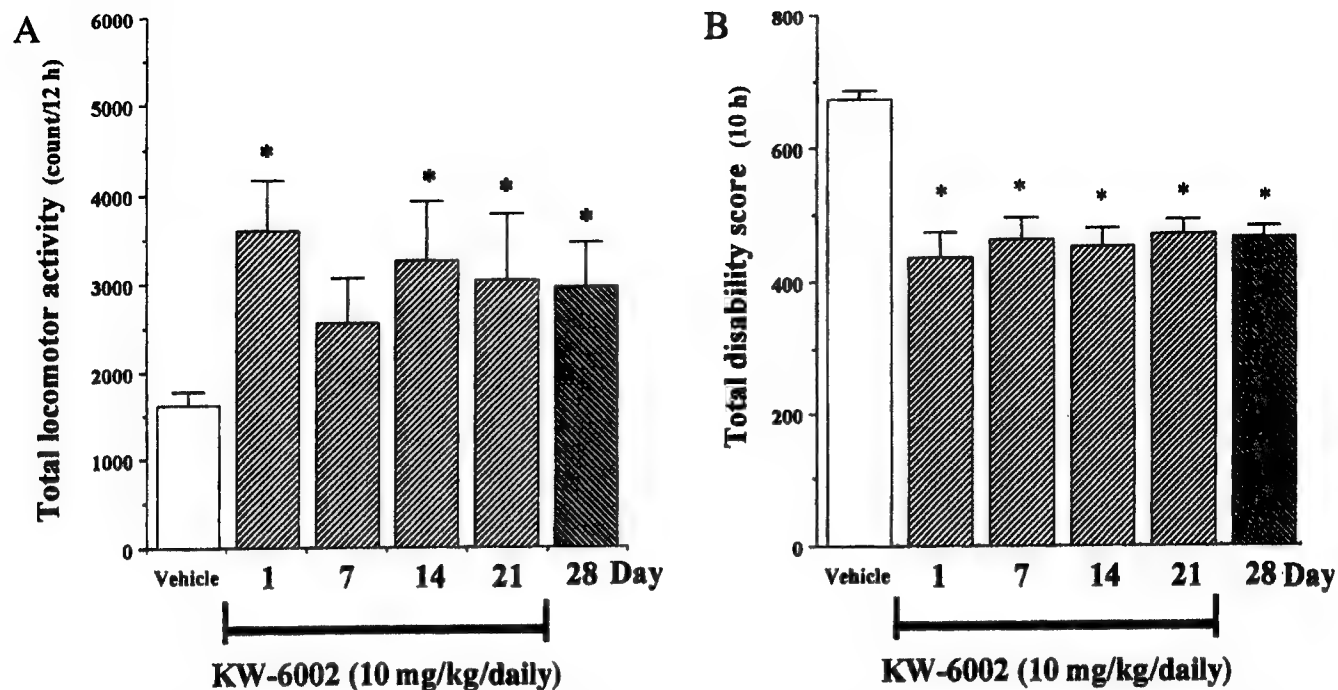 A
Total locomotor activity (count/12 h)
6000
5000
4000
3000
2000
1000
0
*
*
*
*
Vehicle 1 7 14 21 28 Day
KW-6002 (10 mg/kg/daily)
B
Total disability score (10 h)
800
600
400
200
0
*
*
*
*
*
Vehicle 1 7 14 21 28 Day
KW-6002 (10 mg/kg/daily)